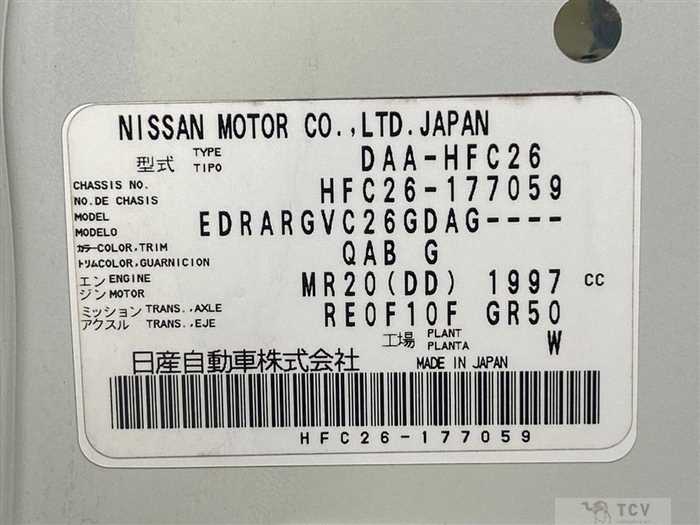 NISSAN MOTOR CO.,LTD.JAPAN
型式 TYPE TIPO DAA-HFC26
CHASSIS NO. NO.DE CHASIS HFC26-177059
MODEL MODELO EDRARGVC26GDAG----
カラー COLOR,TRIM QAB G
トリムCOLOR,GUARNICION
エンジン ENGINE MOTOR MR20(DD) 1997 CC
ミッション TRANS.,AXLE RE0F10F GR50
アクスル TRANS.,EJE
工場 PLANT PLANTA W
日産自動車株式会社 MADE IN JAPAN
HFC26-177059
TCV